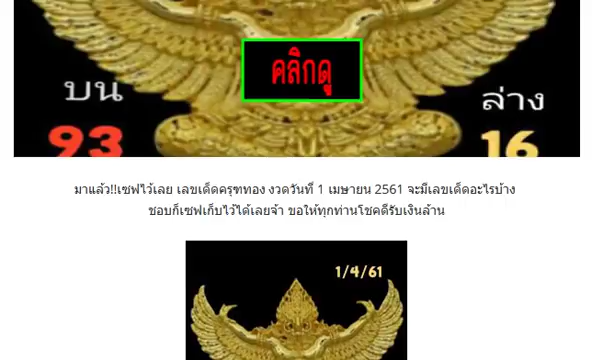 คลิกดู
บน
ล่าง
93
16
มาแล้ว!!เซฟไว้เลย เลขเด็ดครุฑทอง งวดวันที่ 1 เมษายน 2561 จะมีเลขเด็ดอะไรบ้าง
ชอบก็เซฟเก็บไว้ได้เลยจ้า ขอให้ทุกท่านโชคดีรับเงินล้าน
1/4/61